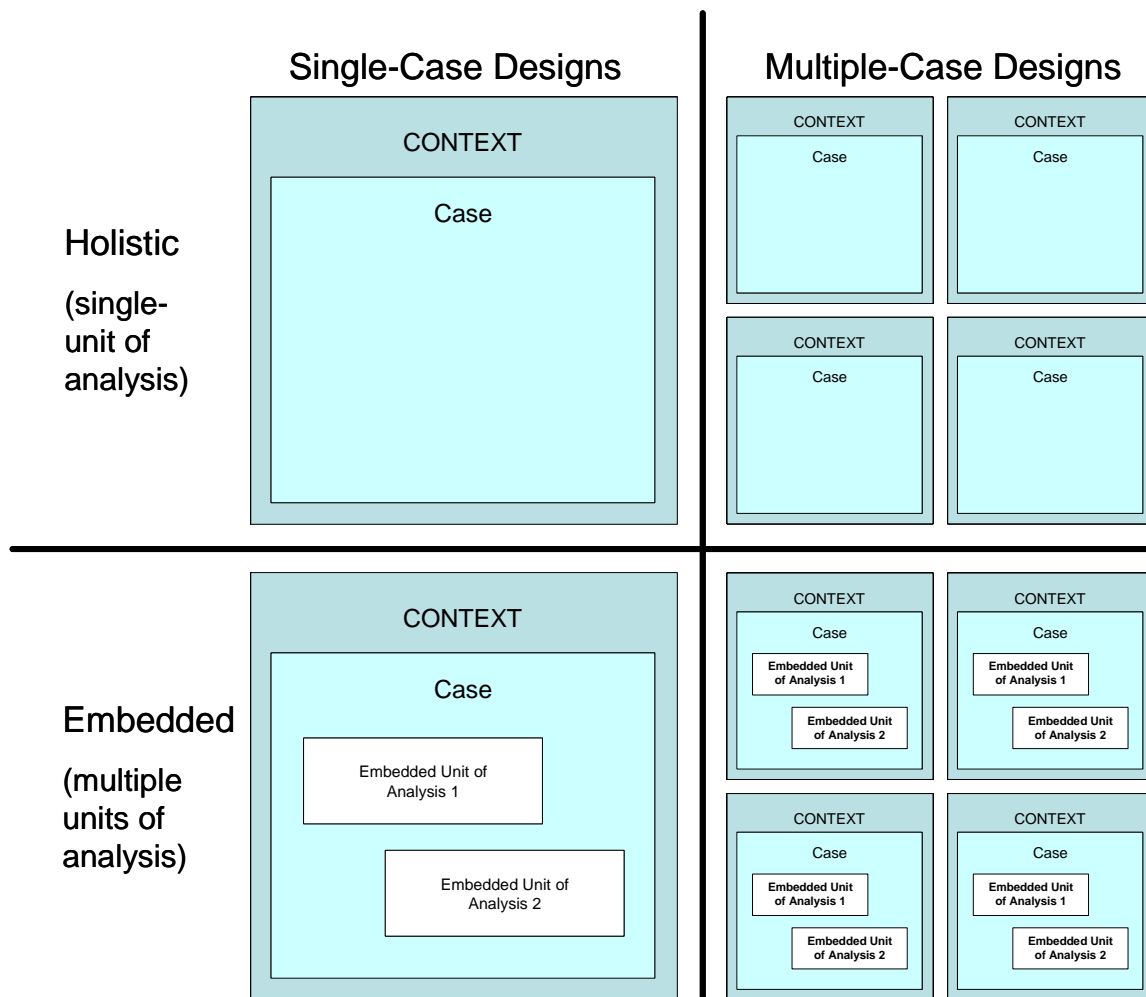 Single-Case Designs
Multiple-Case Designs
Holistic
(single-
unit of
analysis)
CONTEXT
Case
CONTEXT
Case
CONTEXT
Case
CONTEXT
Case
CONTEXT
Case
Embedded
(multiple
units of
analysis)
CONTEXT
Case
Embedded Unit of
Analysis 1
Embedded Unit of
Analysis 2
CONTEXT
Case
Embedded Unit
of Analysis 1
Embedded Unit
of Analysis 2
CONTEXT
Case
Embedded Unit
of Analysis 1
Embedded Unit
of Analysis 2
CONTEXT
Case
Embedded Unit
of Analysis 1
Embedded Unit
of Analysis 2
CONTEXT
Case
Embedded Unit
of Analysis 1
Embedded Unit
of Analysis 2